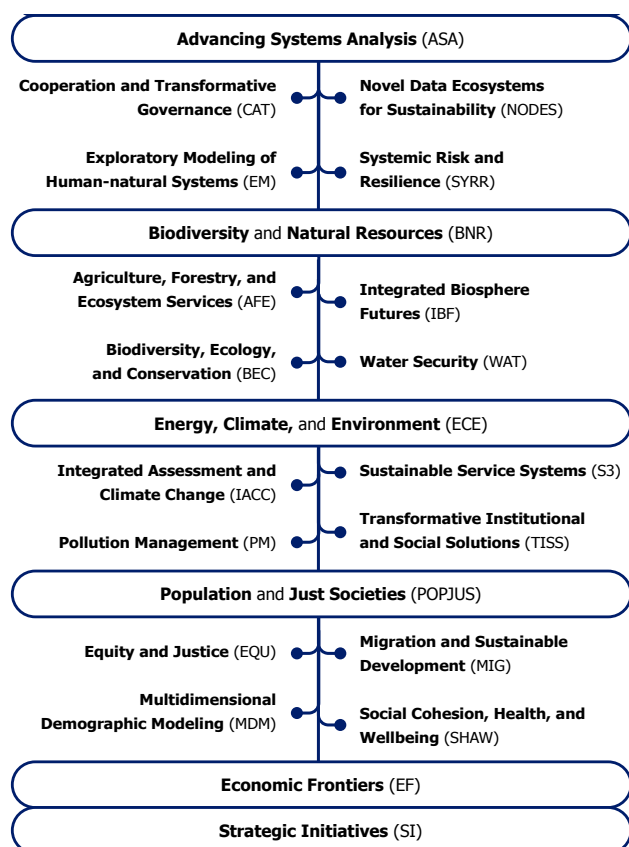 Advancing Systems Analysis (ASA)
Cooperation and Transformative
Governance (CAT)
Novel Data Ecosystems
for Sustainability (NODES)
Exploratory Modeling of
Human-natural Systems (EM)
Systemic Risk and
Resilience (SYRR)
Biodiversity and Natural Resources (BNR)
Agriculture, Forestry, and
Ecosystem Services (AFE)
Integrated Biosphere
Futures (IBF)
Biodiversity, Ecology,
and Conservation (BEC)
Water Security (WAT)
Energy, Climate, and Environment (ECE)
Integrated Assessment and
Climate Change (IACC)
Sustainable Service Systems (S3)
Pollution Management (PM)
Transformative Institutional
and Social Solutions (TISS)
Population and Just Societies (POPJUS)
Equity and Justice (EQU)
Migration and Sustainable
Development (MIG)
Multidimensional
Demographic Modeling (MDM)
Social Cohesion, Health, and
Wellbeing (SHAW)
Economic Frontiers (EF)
Strategic Initiatives (SI)